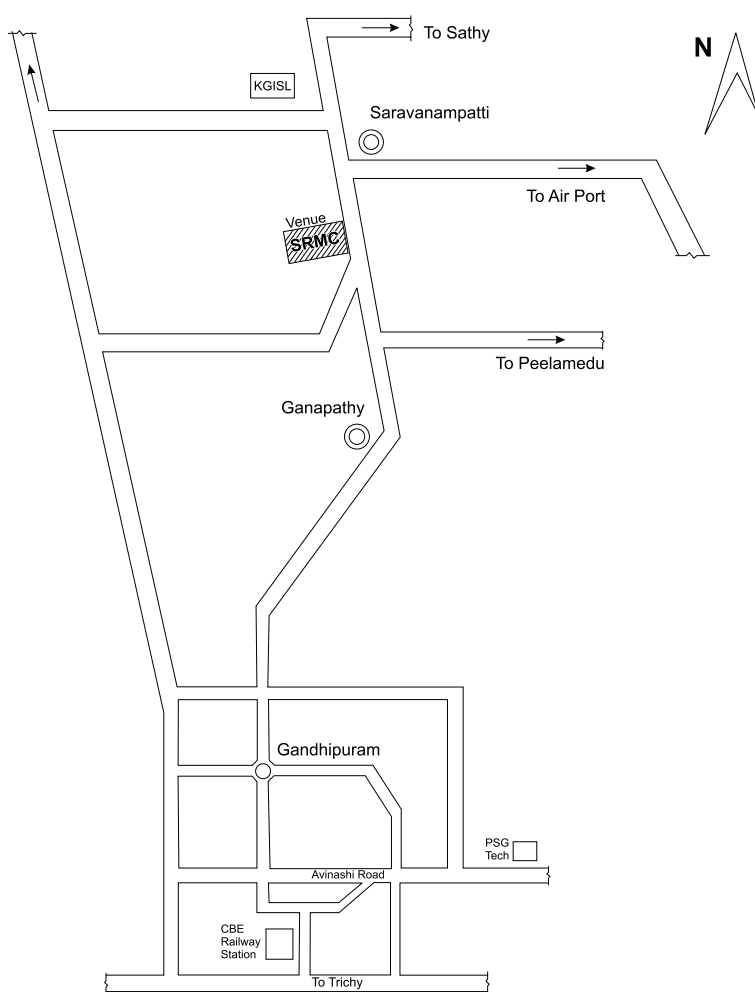 To Sathy
N
KGISL
Saravanampatti
To Air Port
Venue
SRMC
To Peelamedu
Ganapathy
Gandhipuram
PSG
Tech
Avinashi Road
CBE
Railway
Station
To Trichy